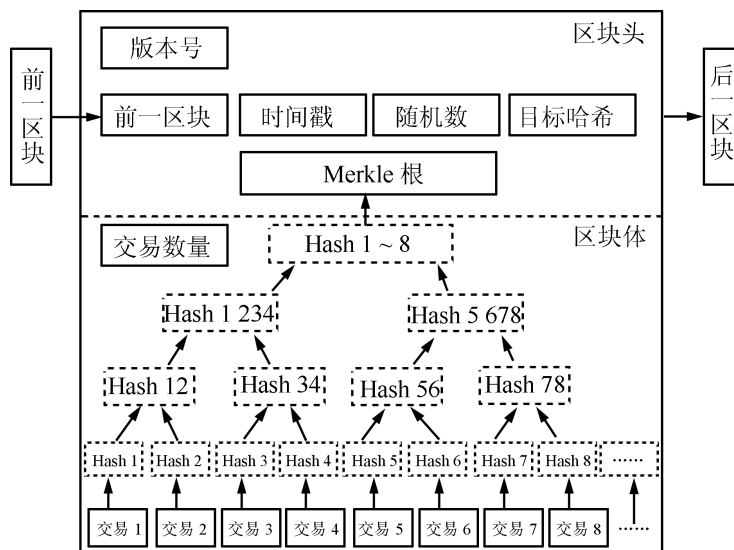 区块头
版本号
前一区块
前一区块
时间戳
随机数
目标哈希
后一区块
Merkle 根
区块体
交易数量
Hash 1 ~ 8
Hash 1 234
Hash 5 678
Hash 12
Hash 34
Hash 56
Hash 78
Hash 1
Hash 2
Hash 3
Hash 4
Hash 5
Hash 6
Hash 7
Hash 8
……
交易 1
交易 2
交易 3
交易 4
交易 5
交易 6
交易 7
交易 8
……